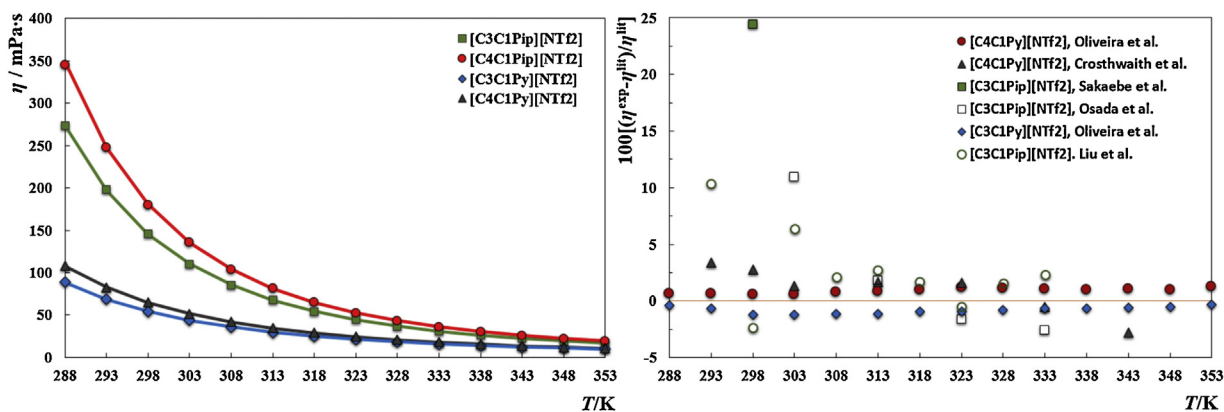 400
350
300
250
200
150
100
50
0
η / mPa·s
[C3C1Pip][NTf2]
[C4C1Pip][NTf2]
[C3C1Py][NTf2]
[C4C1Py][NTf2]
288 293 298 303 308 313 318 323 328 333 338 343 348 353
T/K
25
20
15
10
5
0
−5
100[(η^exp-η^lit)/η^lit]
[C4C1Py][NTf2], Oliveira et al.
[C4C1Py][NTf2], Crosthwaith et al.
[C3C1Pip][NTf2], Sakaebe et al.
[C3C1Pip][NTf2], Osada et al.
[C3C1Py][NTf2], Oliveira et al.
[C3C1Pip][NTf2]. Liu et al.
288 293 298 303 308 313 318 323 328 333 338 343 348 353
T/K